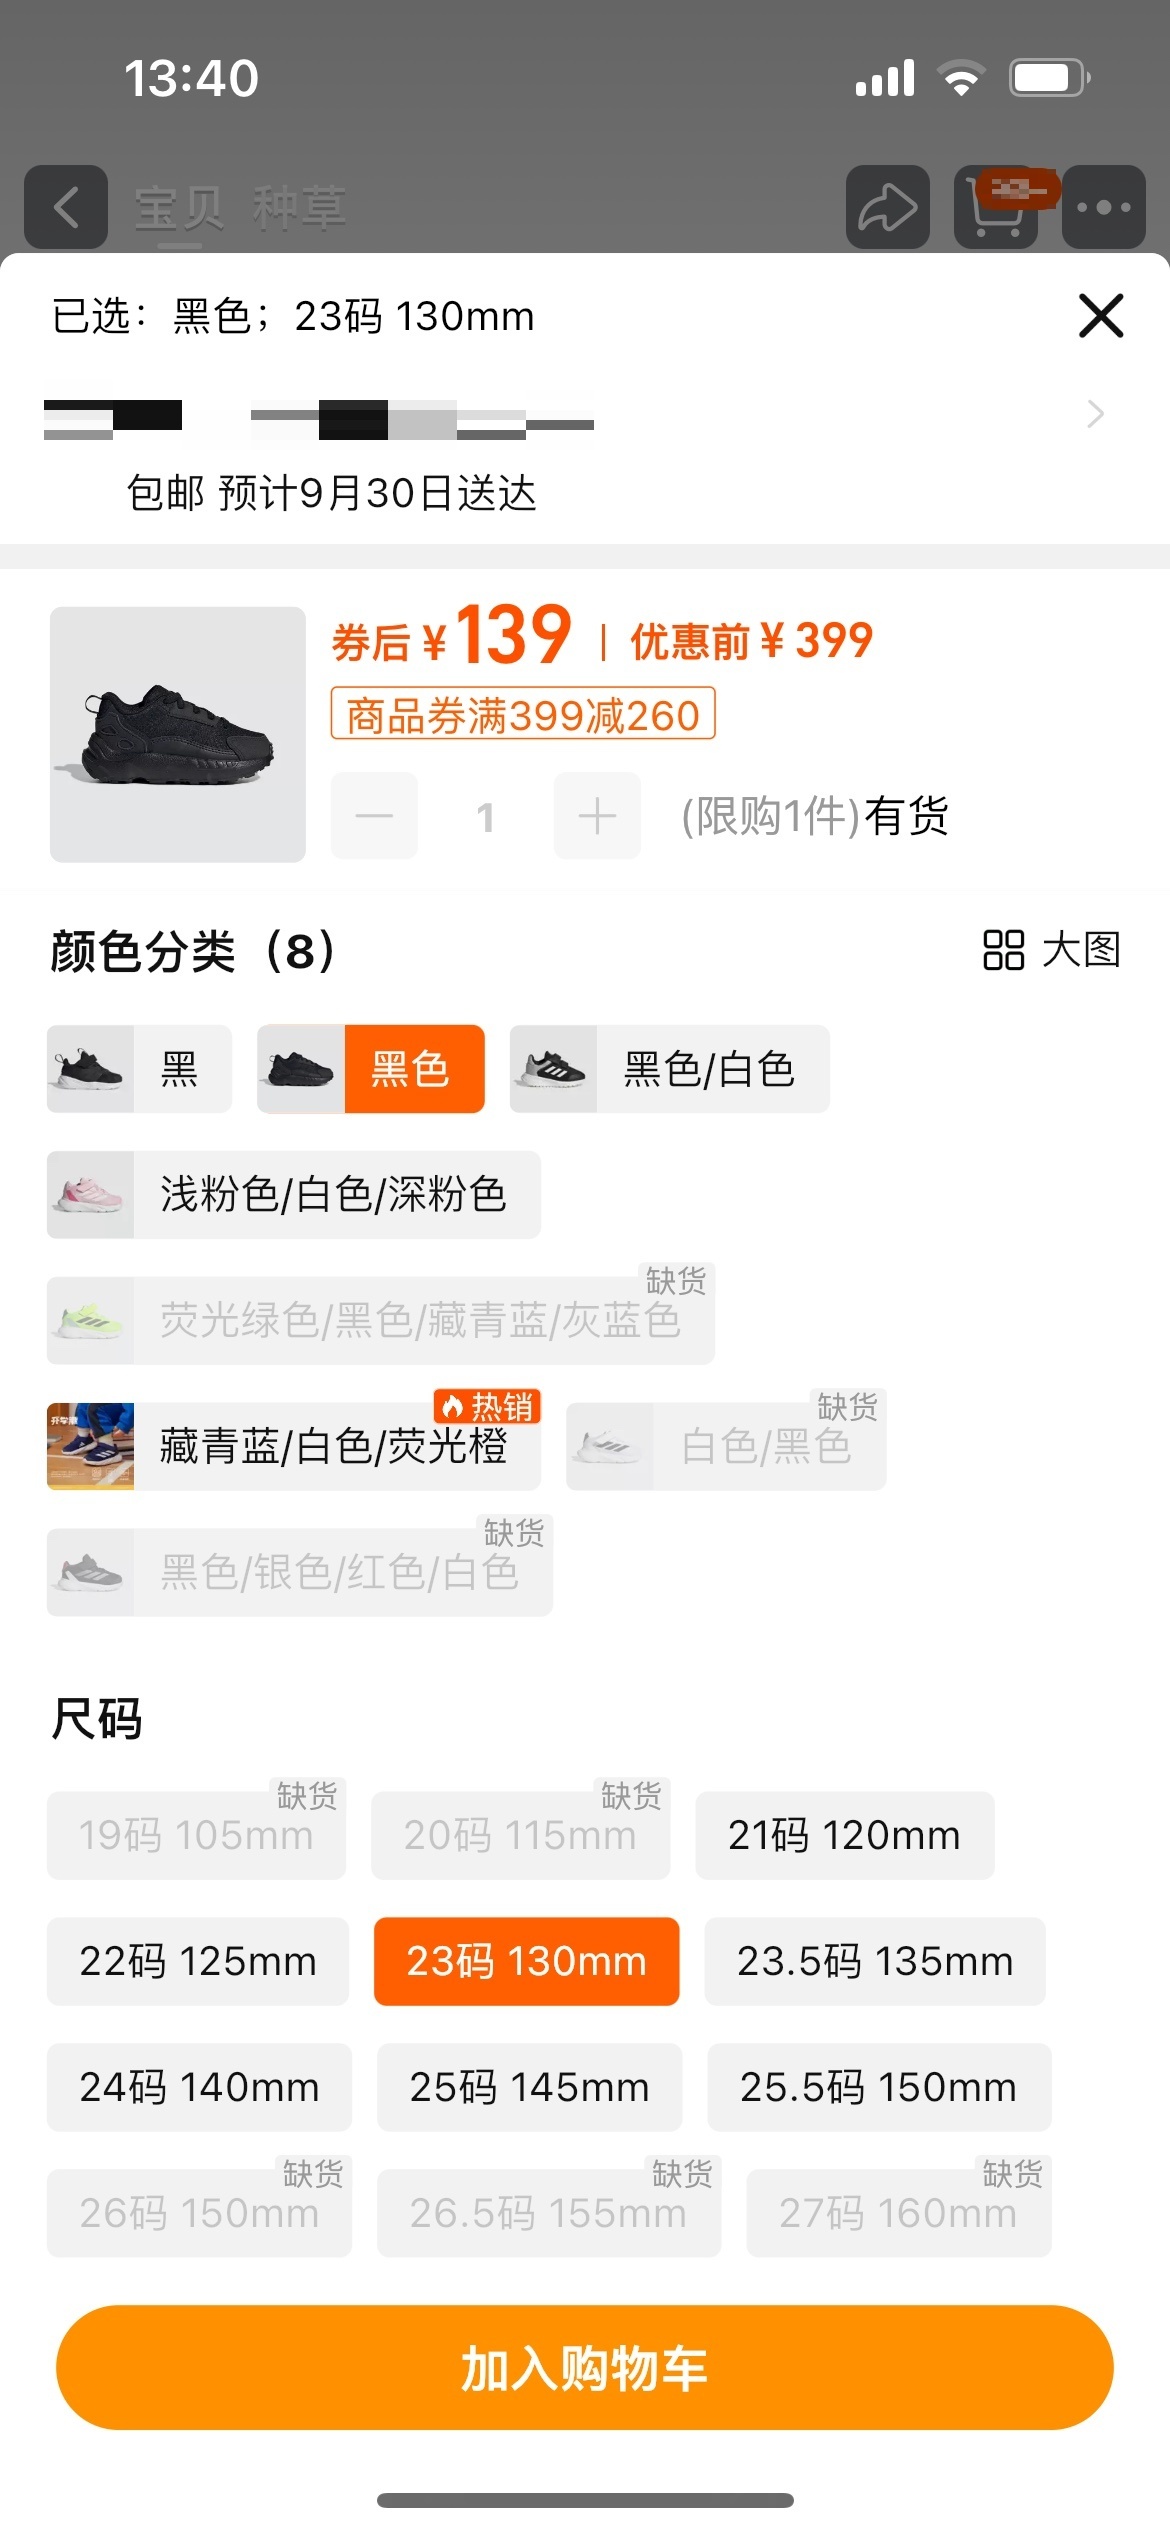 13:40
宝贝 种草
已选：黑色；23码 130mm
包邮 预计9月30日送达
券后 ¥139 | 优惠前 ¥399
商品券满399减260
1 (限购1件)有货
颜色分类（8）
大图
黑 黑色 黑色/白色
浅粉色/白色/深粉色
缺货
荧光绿色/黑色/藏青蓝/灰蓝色
热销 缺货
藏青蓝/白色/荧光橙 白色/黑色
缺货
黑色/银色/红色/白色
尺码
缺货 缺货
19码 105mm 20码 115mm 21码 120mm
22码 125mm 23码 130mm 23.5码 135mm
24码 140mm 25码 145mm 25.5码 150mm
缺货 缺货 缺货
26码 150mm 26.5码 155mm 27码 160mm
加入购物车